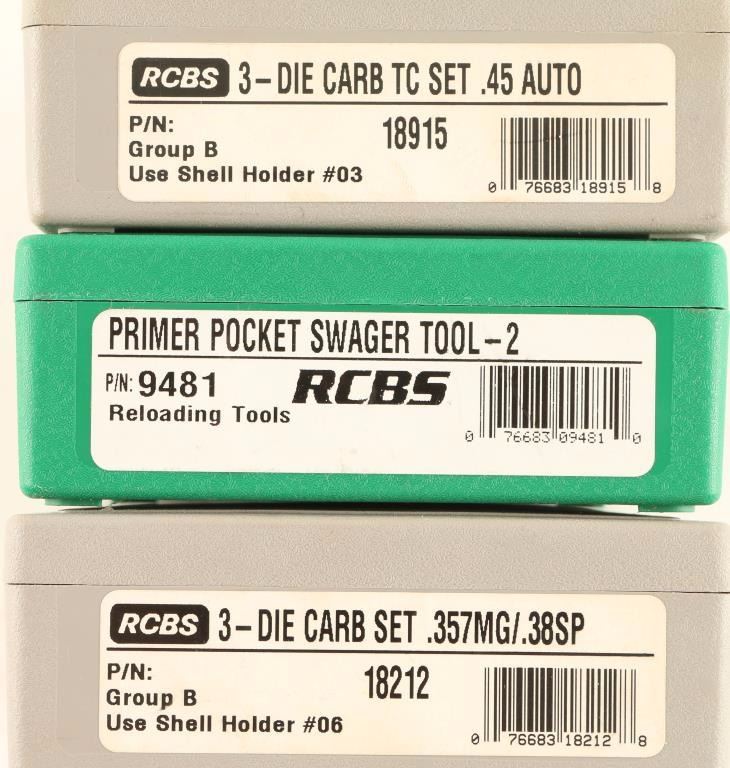 RCBS 3-DIE CARB TC SET .45 AUTO
P/N: 18915
Group B
Use Shell Holder #03
0 76683 18915 8
PRIMER POCKET SWAGER TOOL-2
P/N: 9481 RCBS
Reloading Tools
0 76683 09481 0
RCBS 3-DIE CARB SET .357MG/.38SP
P/N: 18212
Group B
Use Shell Holder #06
0 76683 18212 8